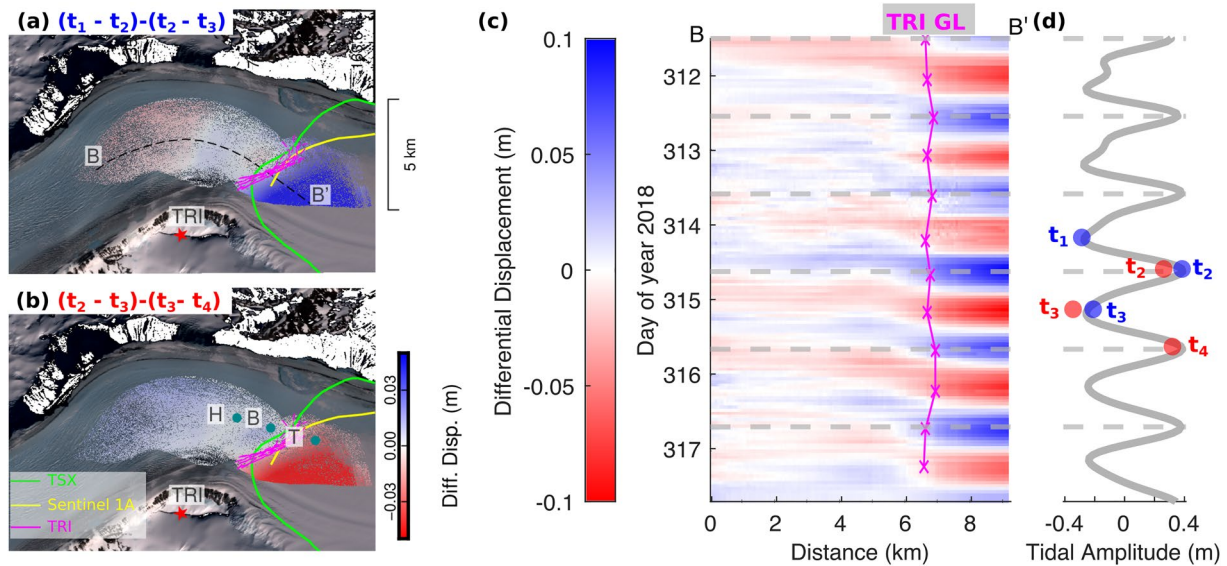 (a) (t₁ - t₂)-(t₂ - t₃)
B
B'
TRI
5 km
(b) (t₂ - t₃)-(t₃- t₄)
H
B
T
TSX
Sentinel 1A
TRI
TRI
0.03
0.00
−0.03
Diff. Disp. (m)
(c)
0.1
0.05
0
-0.05
-0.1
Differential Displacement (m)
B
TRI GL
B'
312
313
314
315
316
317
Day of year 2018
0
2
4
6
8
Distance (km)
(d)
t₁
t₂
t₂
t₃
t₃
t₄
-0.4
0
0.4
Tidal Amplitude (m)